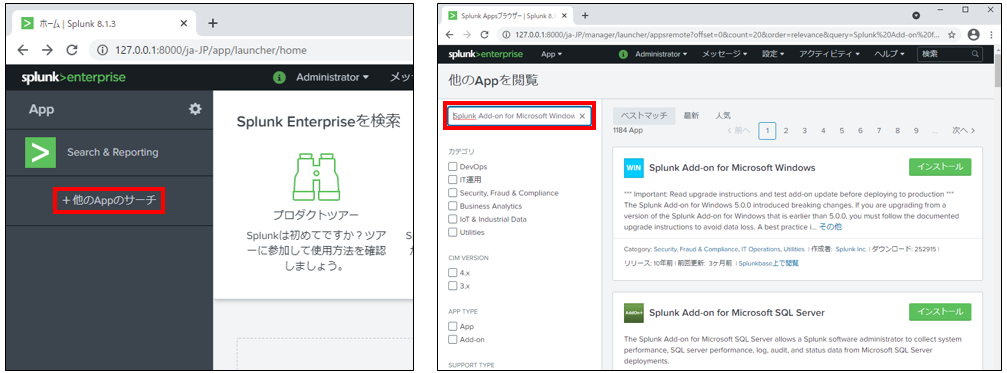 ホーム | Splunk 8.1.3
127.0.0.1:8000/ja-JP/app/launcher/home
splunk>enterprise
Administrator
メッ
App
Search & Reporting
+他のAppのサーチ
Splunk Enterpriseを検索
プロダクトツアー
Splunkは初めてですか？ツア
ーに参加して使用方法を確認
しましょう。
Splunk Appsブラウザー | Splunk 8.1
127.0.0.1:8000/ja-JP/manager/launcher/appsremote?offset=0&count=20&order=relevance&query=Splunk%20Add-on%20f...
splunk>enterprise
App
Administrator
メッセージ
設定
アクティビティ
ヘルプ
検索
他のAppを閲覧
Splunk Add-on for Microsoft Window
カテゴリ
DevOps
IT運用
Security, Fraud & Compliance
Business Analytics
IoT & Industrial Data
Utilities
CIM VERSION
4.x
3.x
APP TYPE
App
Add-on
SUPPORT TYPE
ベストマッチ 最新 人気
1184 App
前へ 1 2 3 4 5 6 7 8 9 ... 次へ
WIN
Splunk Add-on for Microsoft Windows
インストール
*** Important: Read upgrade instructions and test add-on update before deploying to production ***
The Splunk Add-on for Windows 5.0.0 introduced breaking changes. If you are upgrading from a
version of the Splunk Add-on for Windows that is earlier than 5.0.0, you must follow the documented
upgrade instructions to avoid data loss. A best practice i... その他
Category: Security, Fraud & Compliance, IT Operations, Utilities | 作成者: Splunk Inc. | ダウンロード: 252915 |
リリース: 10年前 | 前回更新: 3ヶ月前 | Splunkbase上で閲覧
Splunk Add-on for Microsoft SQL Server
インストール
The Splunk Add-on for Microsoft SQL Server allows a Splunk software administrator to collect system
performance, SQL server performance, log, audit, and status data from Microsoft SQL Server
deployments.